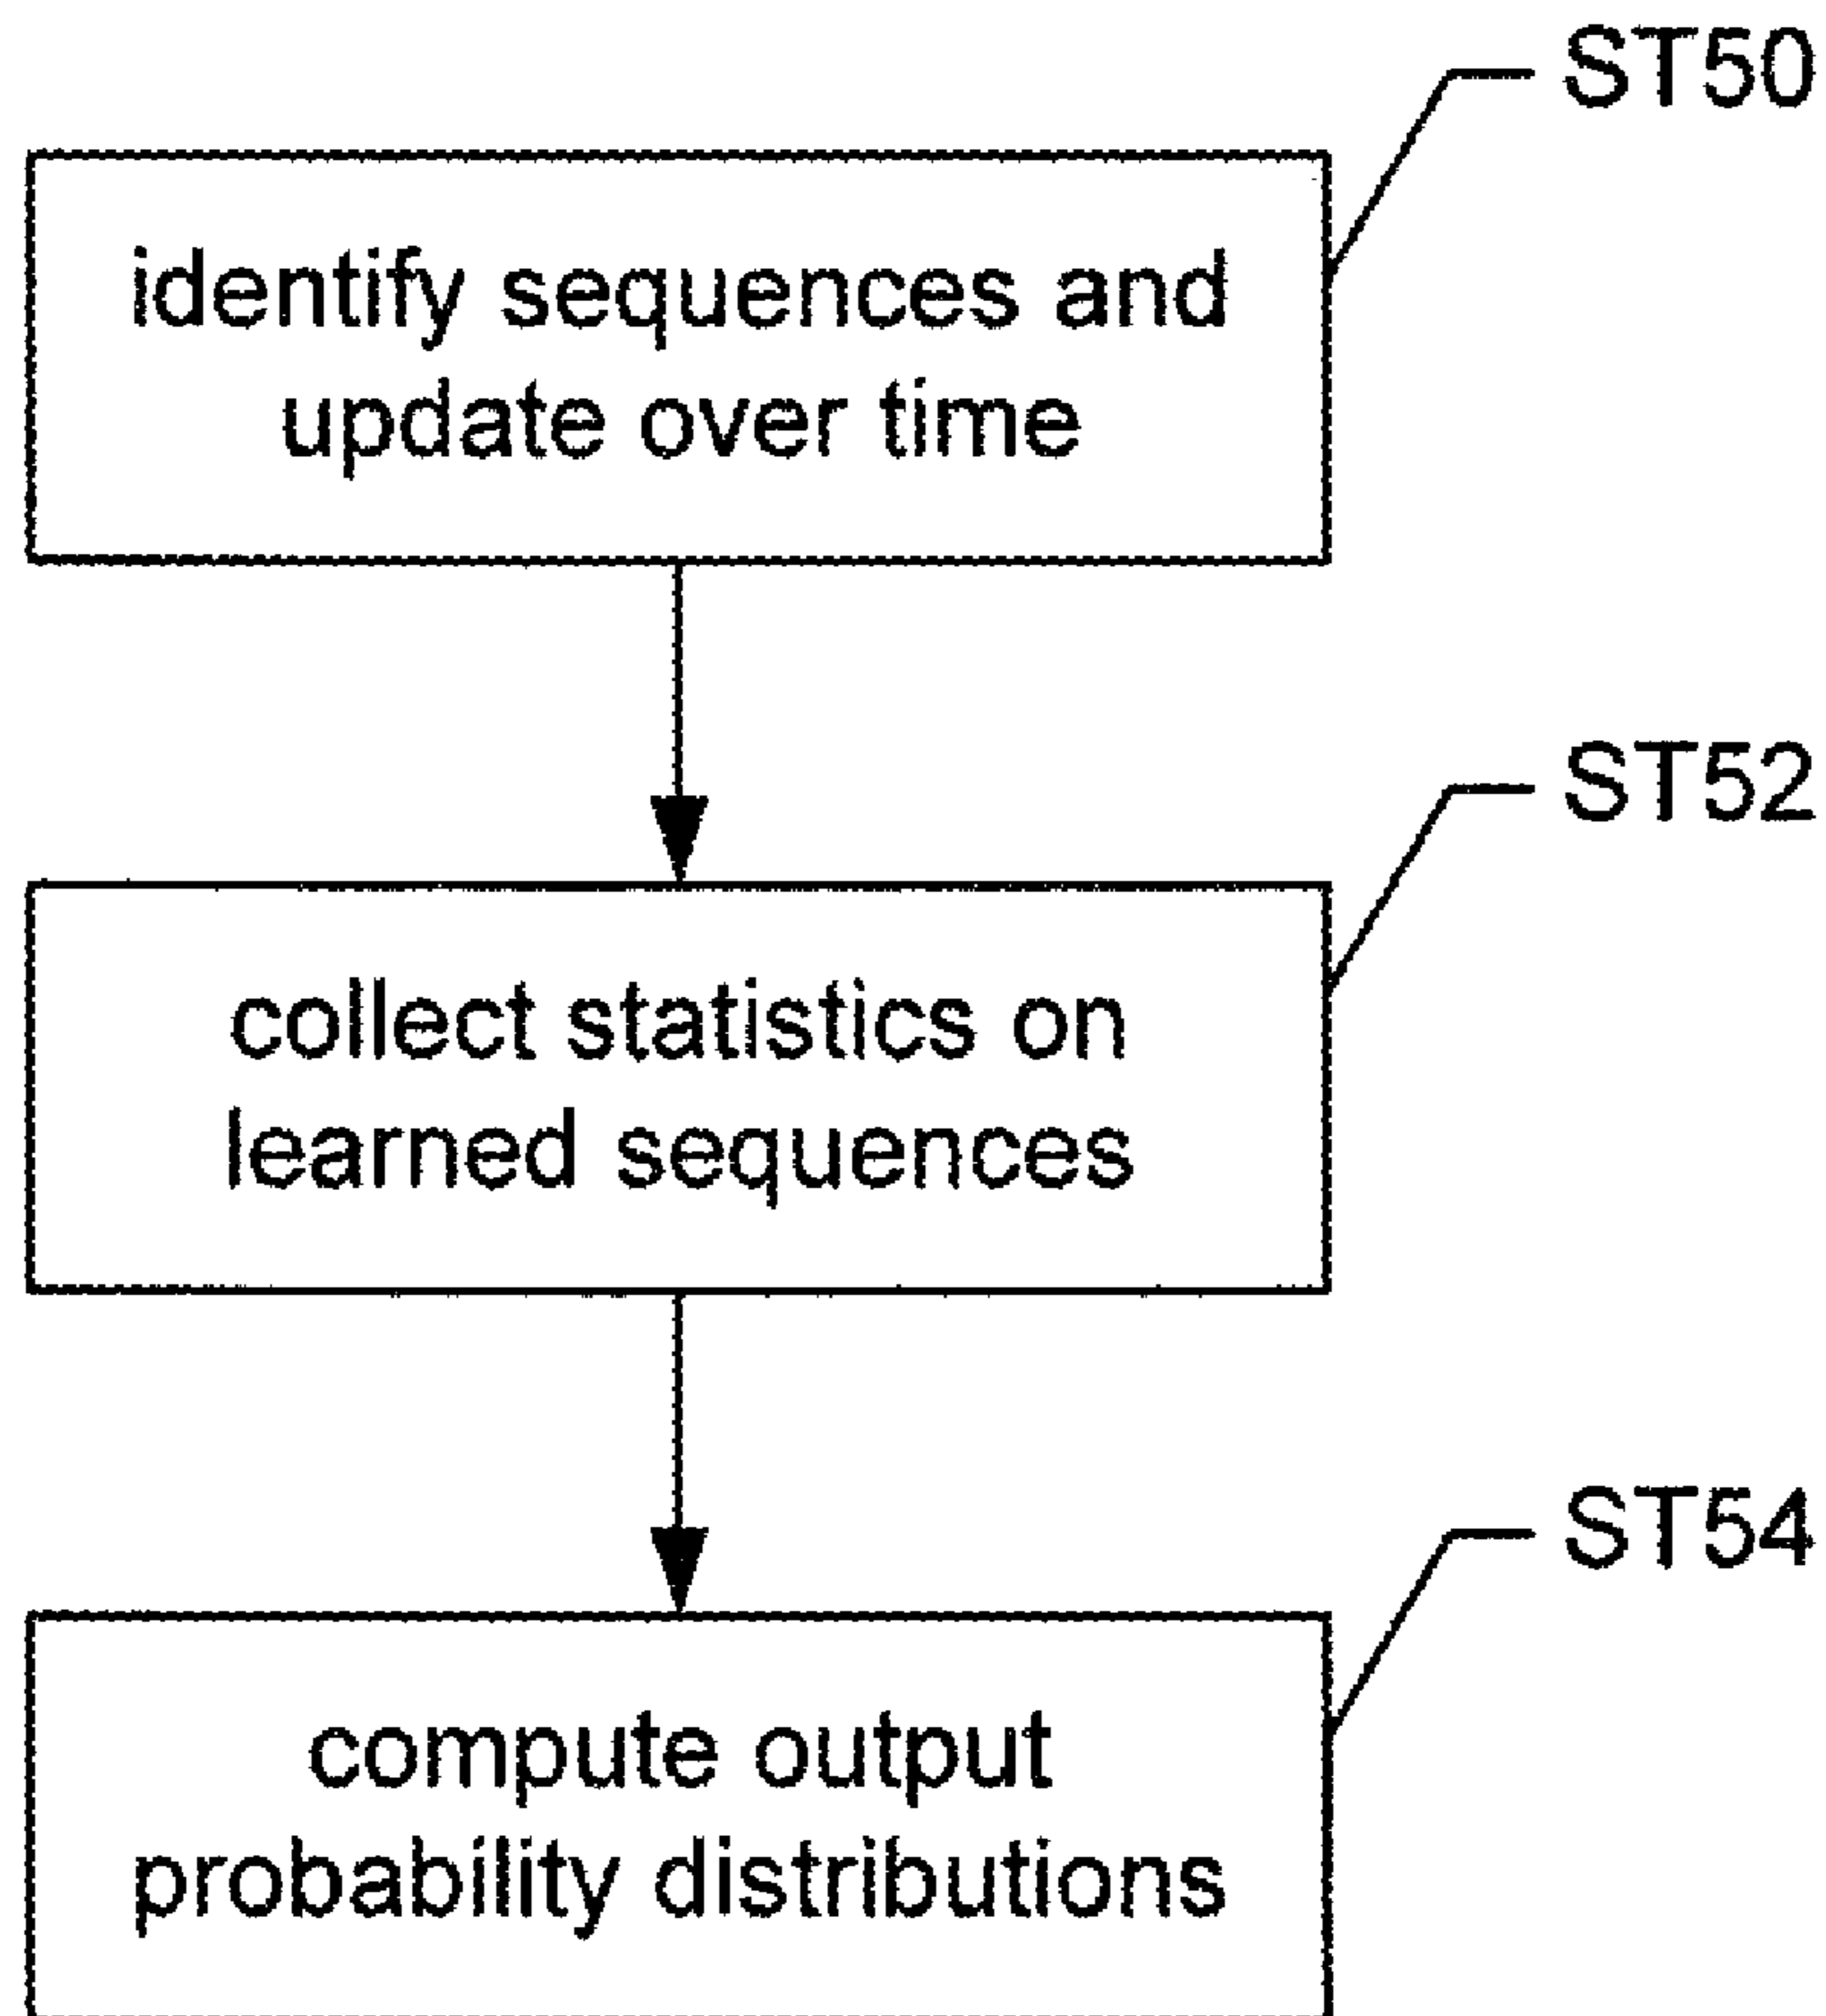 ST50
identify sequences and
update over time
ST52
collect statistics on
learned sequences
ST54
compute output
probability distributions